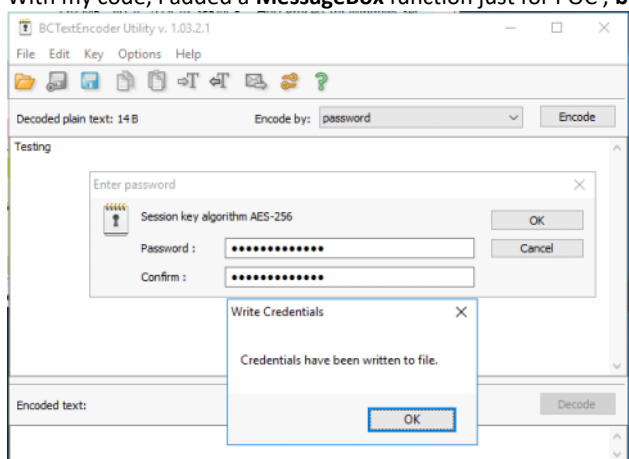 With my code, I added a MessageBox function just for POC, b
BCTextEncoder Utility v. 1.03.2.1
File Edit Key Options Help
Decoded plain text: 14 B Encode by: password Encode
Testing
Enter password
Session key algorithm AES-256 OK
Password : ●●●●●●●●●●●●● Cancel
Confirm : ●●●●●●●●●●●●●
Write Credentials
Credentials have been written to file.
OK
Encoded text: Decode